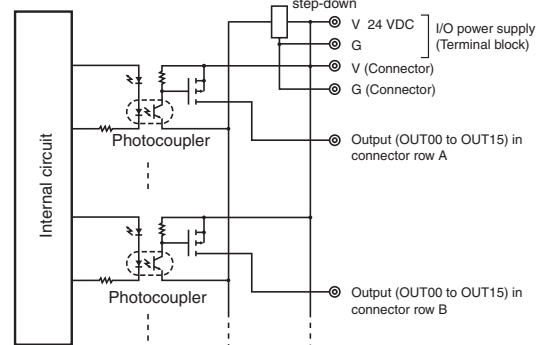 step-down
V 24 VDC
I/O power supply
(Terminal block)
G
V (Connector)
G (Connector)
Output (OUT00 to OUT15) in
connector row A
Photocoupler
Internal circuit
Output (OUT00 to OUT15) in
connector row B
Photocoupler